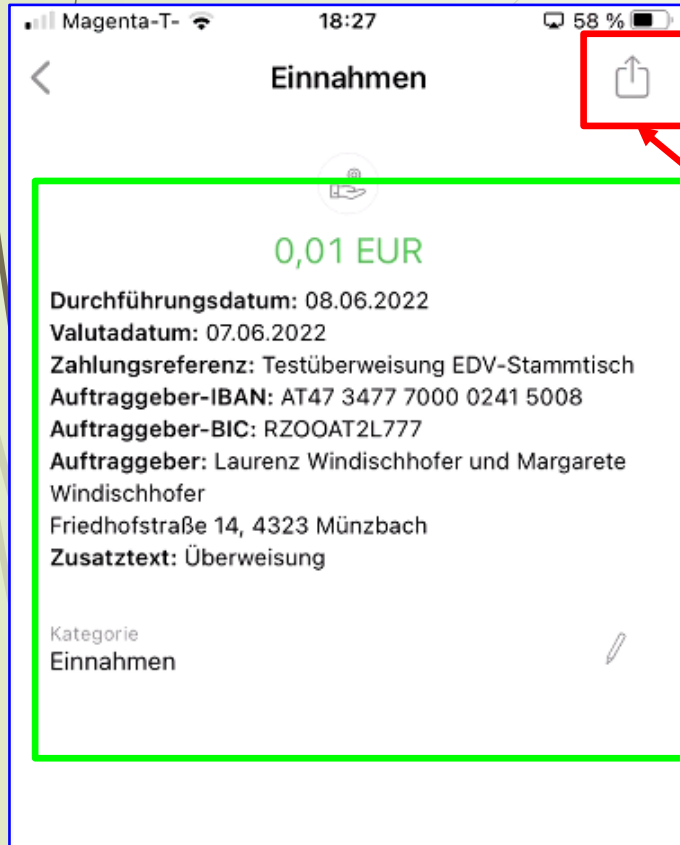 Magenta-T-
18:27
58 %
Einnahmen
0,01 EUR
Durchführungsdatum: 08.06.2022
Valutadatum: 07.06.2022
Zahlungsreferenz: Testüberweisung EDV-Stammtisch
Auftraggeber-IBAN: AT47 3477 7000 0241 5008
Auftraggeber-BIC: RZOOAT2L777
Auftraggeber: Laurenz Windischhofer und Margarete
Windischhofer
Friedhofstraße 14, 4323 Münzbach
Zusatztext: Überweisung
Kategorie
Einnahmen